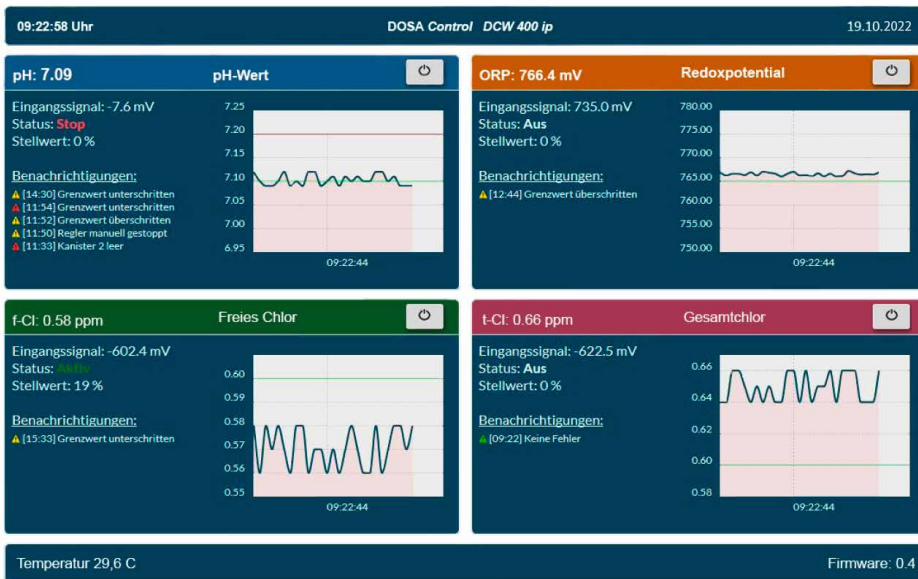 09:22:58 Uhr
DOSA Control DCW 400 ip
19.10.2022
pH: 7.09
pH-Wert
Eingangssignal: -7.6 mV
Status: Stop
Stellwert: 0 %
Benachrichtigungen:
[14:30] Grenzwert unterschritten
[11:54] Grenzwert unterschritten
[11:52] Grenzwert überschritten
[11:50] Regler manuell gestoppt
[11:33] Kanister 2 leer
7.25
7.20
7.15
7.10
7.05
7.00
6.95
09:22:44
ORP: 766.4 mV
Redoxpotential
Eingangssignal: 735.0 mV
Status: Aus
Stellwert: 0 %
Benachrichtigungen:
[12:44] Grenzwert überschritten
780.00
775.00
770.00
765.00
760.00
755.00
750.00
09:22:44
f-Cl: 0.58 ppm
Freies Chlor
Eingangssignal: -602.4 mV
Status: Aktiv
Stellwert: 19 %
Benachrichtigungen:
[15:33] Grenzwert unterschritten
0.60
0.59
0.58
0.57
0.56
0.55
09:22:44
t-Cl: 0.66 ppm
Gesamtchlor
Eingangssignal: -622.5 mV
Status: Aus
Stellwert: 0 %
Benachrichtigungen:
[09:22] Keine Fehler
0.66
0.64
0.62
0.60
0.58
09:22:44
Temperatur 29,6 C
Firmware: 0.4